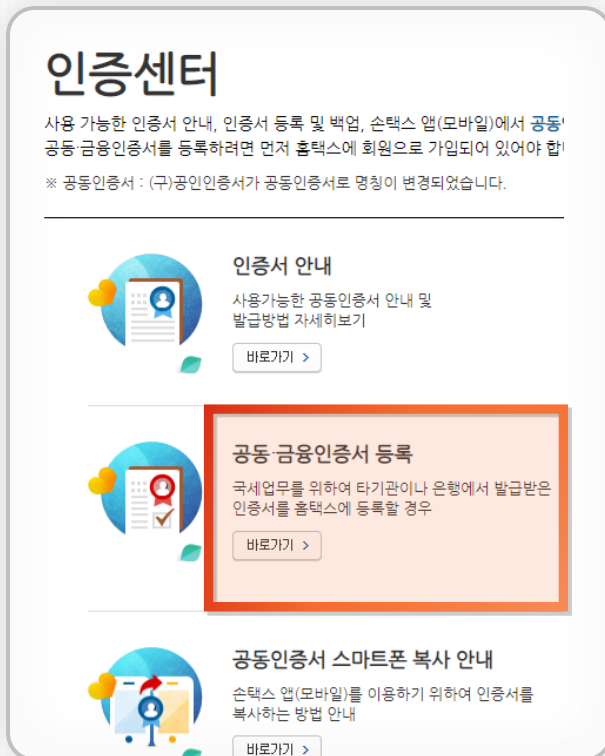 인증센터
사용 가능한 인증서 안내, 인증서 등록 및 백업, 손택스 앱(모바일)에서 공동
공동·금융인증서를 등록하려면 먼저 홈택스에 회원으로 가입되어 있어야
※ 공동인증서 : (구)공인인증서가 공동인증서로 명칭이 변경되었습니다.
인증서 안내
사용가능한 공동인증서 안내 및
발급방법 자세히보기
바로가기 >
공동·금융인증서 등록
국세업무를 위하여 타기관이나 은행에서 발급받은
인증서를 홈택스에 등록할 경우
바로가기 >
공동인증서 스마트폰 복사 안내
손택스 앱(모바일)를 이용하기 위하여 인증서를
복사하는 방법 안내
바로가기 >